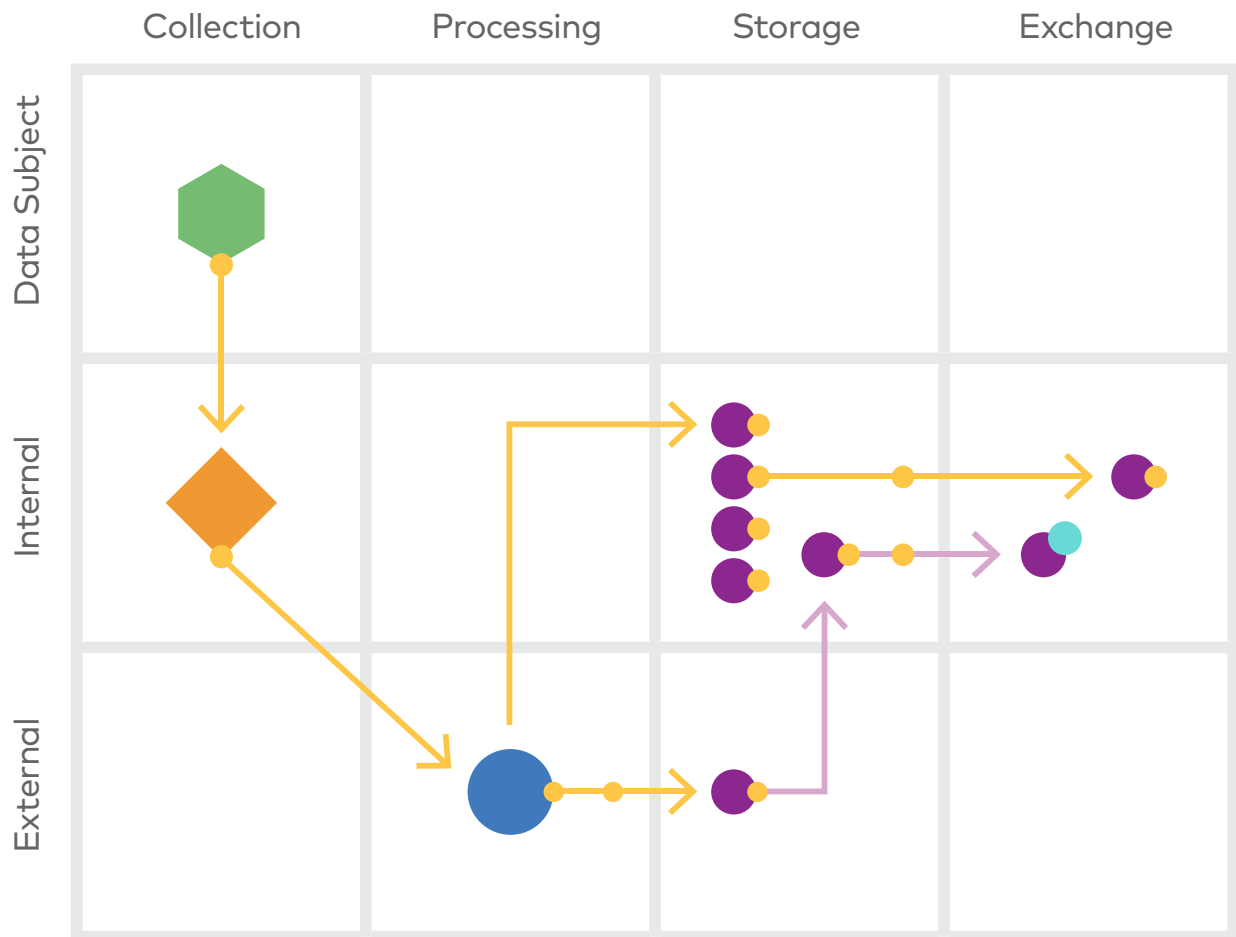 Collection
Processing
Storage
Exchange
Data Subject
Internal
External